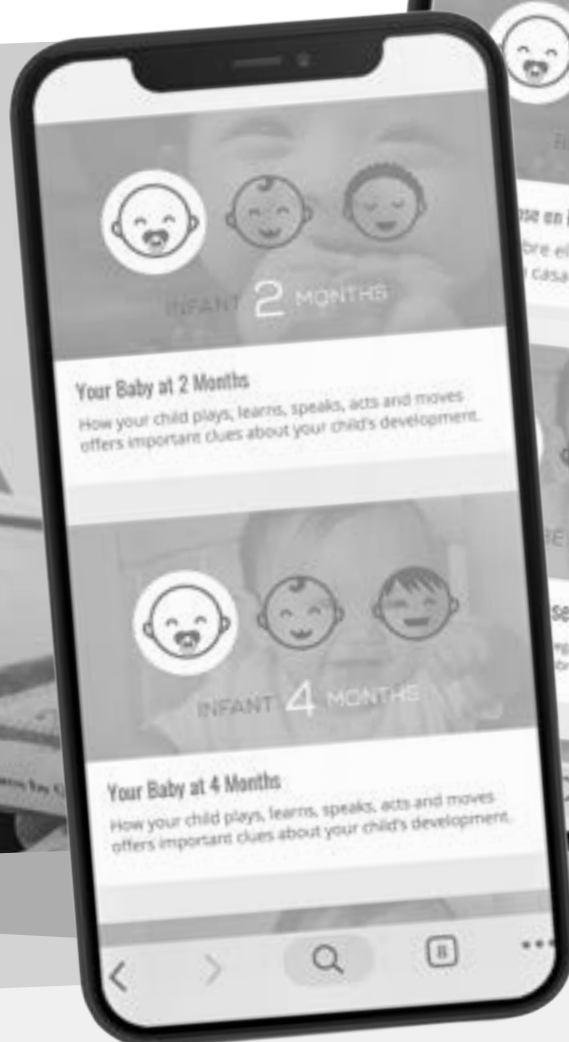 INFANT 2 MONTHS
Your Baby at 2 Months
How your child plays, learns, speaks, acts and moves
offers important clues about your child's development.
INFANT 4 MONTHS
Your Baby at 4 Months
How your child plays, learns, speaks, acts and moves
offers important clues about your child's development.
8
en
casa